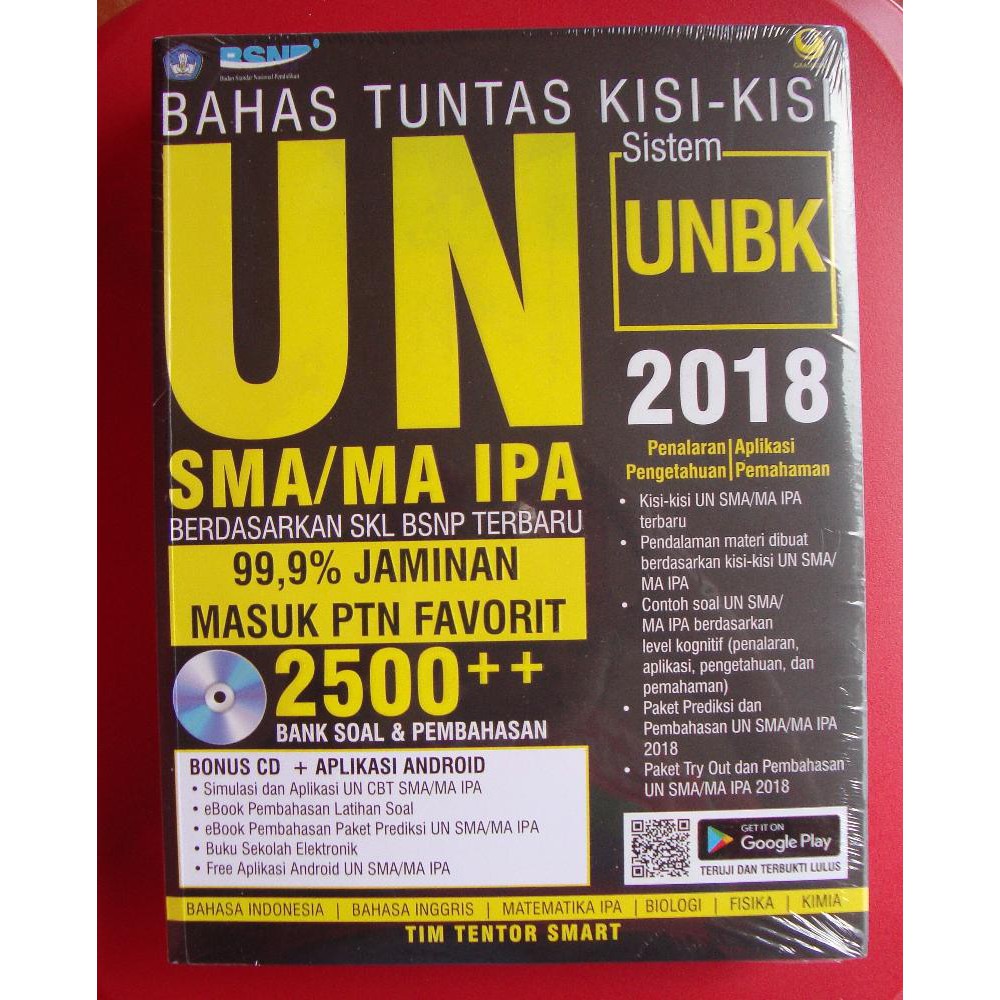 BSNP
Badan Standar Nasional Pendidikan
BAHAS TUNTAS KISI-KISI
UN
Sistem
UNBK
2018
Penalaran | Aplikasi
Pengetahuan | Pemahaman
SMA/MA IPA
BERDASARKAN SKL BSNP TERBARU
99,9% JAMINAN
MASUK PTN FAVORIT
2500++
BANK SOAL & PEMBAHASAN
• Kisi-kisi UN SMA/MA IPA
terbaru
• Pendalaman materi dibuat
berdasarkan kisi-kisi UN SMA/
MA IPA
• Contoh soal UN SMA/
MA IPA berdasarkan
level kognitif (penalaran,
aplikasi, pengetahuan, dan
pemahaman)
• Paket Prediksi dan
Pembahasan UN SMA/MA IPA
2018
• Paket Try Out dan Pembahasan
UN SMA/MA IPA 2018
BONUS CD + APLIKASI ANDROID
• Simulasi dan Aplikasi UN CBT SMA/MA IPA
• eBook Pembahasan Latihan Soal
• eBook Pembahasan Paket Prediksi UN SMA/MA IPA
• Buku Sekolah Elektronik
• Free Aplikasi Android UN SMA/MA IPA
GET IT ON
Google Play
TERUJI DAN TERBUKTI LULUS
BAHASA INDONESIA | BAHASA INGGRIS | MATEMATIKA IPA | BIOLOGI | FISIKA | KIMIA
TIM TENTOR SMART